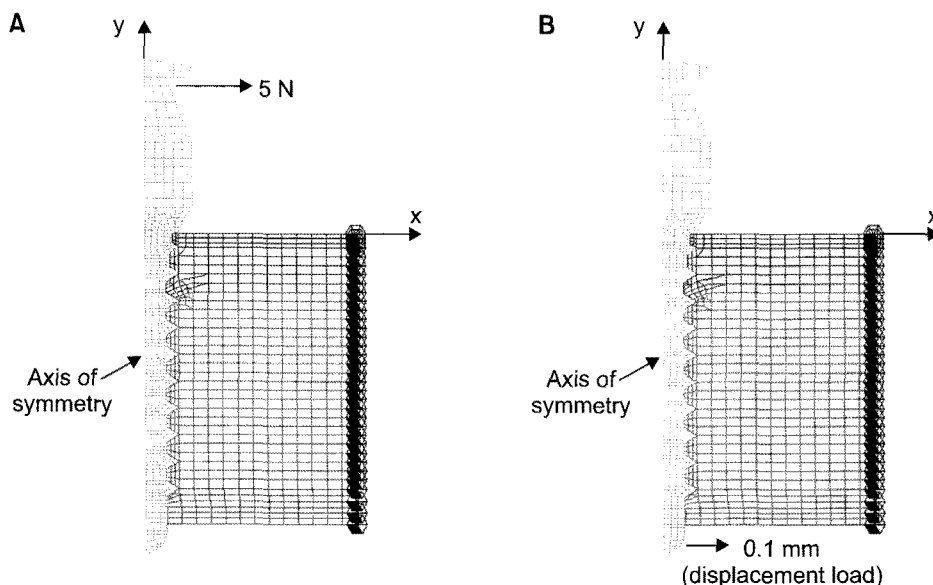 A
y
5 N
x
Axis of
symmetry
B
y
x
Axis of
symmetry
0.1 mm
(displacement load)